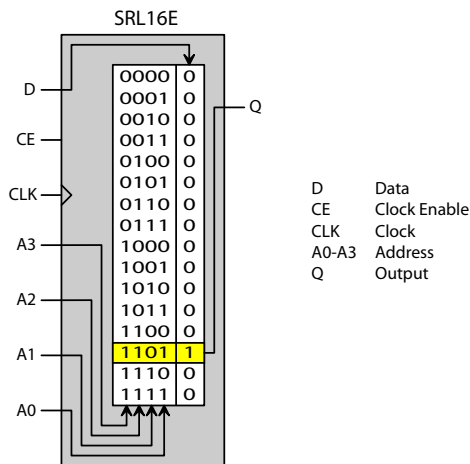 SRL16E
D
CE
CLK
A3
A2
A1
A0
0000 0
0001 0
0010 0
0011 0
0100 0
0101 0
0110 0
0111 0
1000 0
1001 0
1010 0
1011 0
1100 0
1101 1
1110 0
1111 0
Q
D Data
CE Clock Enable
CLK Clock
A0-A3 Address
Q Output